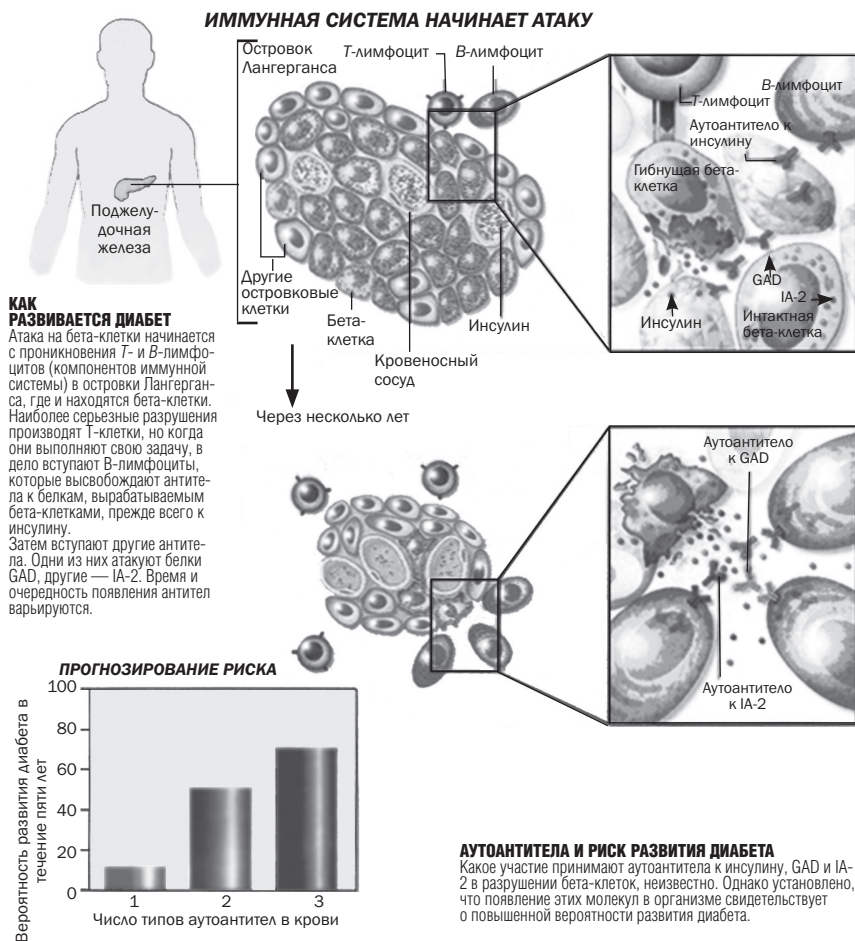 ИММУННАЯ СИСТЕМА НАЧИНАЕТ АТАКУ
Поджелу-
дочная
железа
Островок
Лангерганса
Т-лимфоцит
В-лимфоцит
Другие
островковые
клетки
Бета-
клетка
Кровеносный
сосуд
Инсулин
В-лимфоцит
Т-лимфоцит
Аутоантитело к
инсулину
Гибнущая бета-
клетка
GAD
IA-2
Инсулин
Интактная
бета-клетка
КАК
РАЗВИВАЕТСЯ ДИАБЕТ
Атака на бета-клетки начинается
с проникновения Т- и В-лимфо-
цитов (компонентов иммунной
системы) в островки Лангерган-
са, где и находятся бета-клетки.
Наиболее серьезные разрушения
производят Т-клетки, но когда
они выполняют свою задачу, в
дело вступают В-лимфоциты,
которые высвобождают антите-
ла к белкам, вырабатываемым
бета-клетками, прежде всего к
инсулину.
Затем вступают другие антите-
ла. Одни из них атакуют белки
GAD, другие — IA-2. Время и
очередность появления антител
варьируются.
Через несколько лет
Аутоантитело
к GAD
Аутоантитело
к IA-2
ПРОГНОЗИРОВАНИЕ РИСКА
Вероятность развития диабета в
течение пяти лет
100
80
60
40
20
0
1
2
3
Число типов аутоантител в крови
АУТОАНТИТЕЛА И РИСК РАЗВИТИЯ ДИАБЕТА
Какое участие принимают аутоантитела к инсулину, GAD и IA-
2 в разрушении бета-клеток, неизвестно. Однако установлено,
что появление этих молекул в организме свидетельствует
о повышенной вероятности развития диабета.